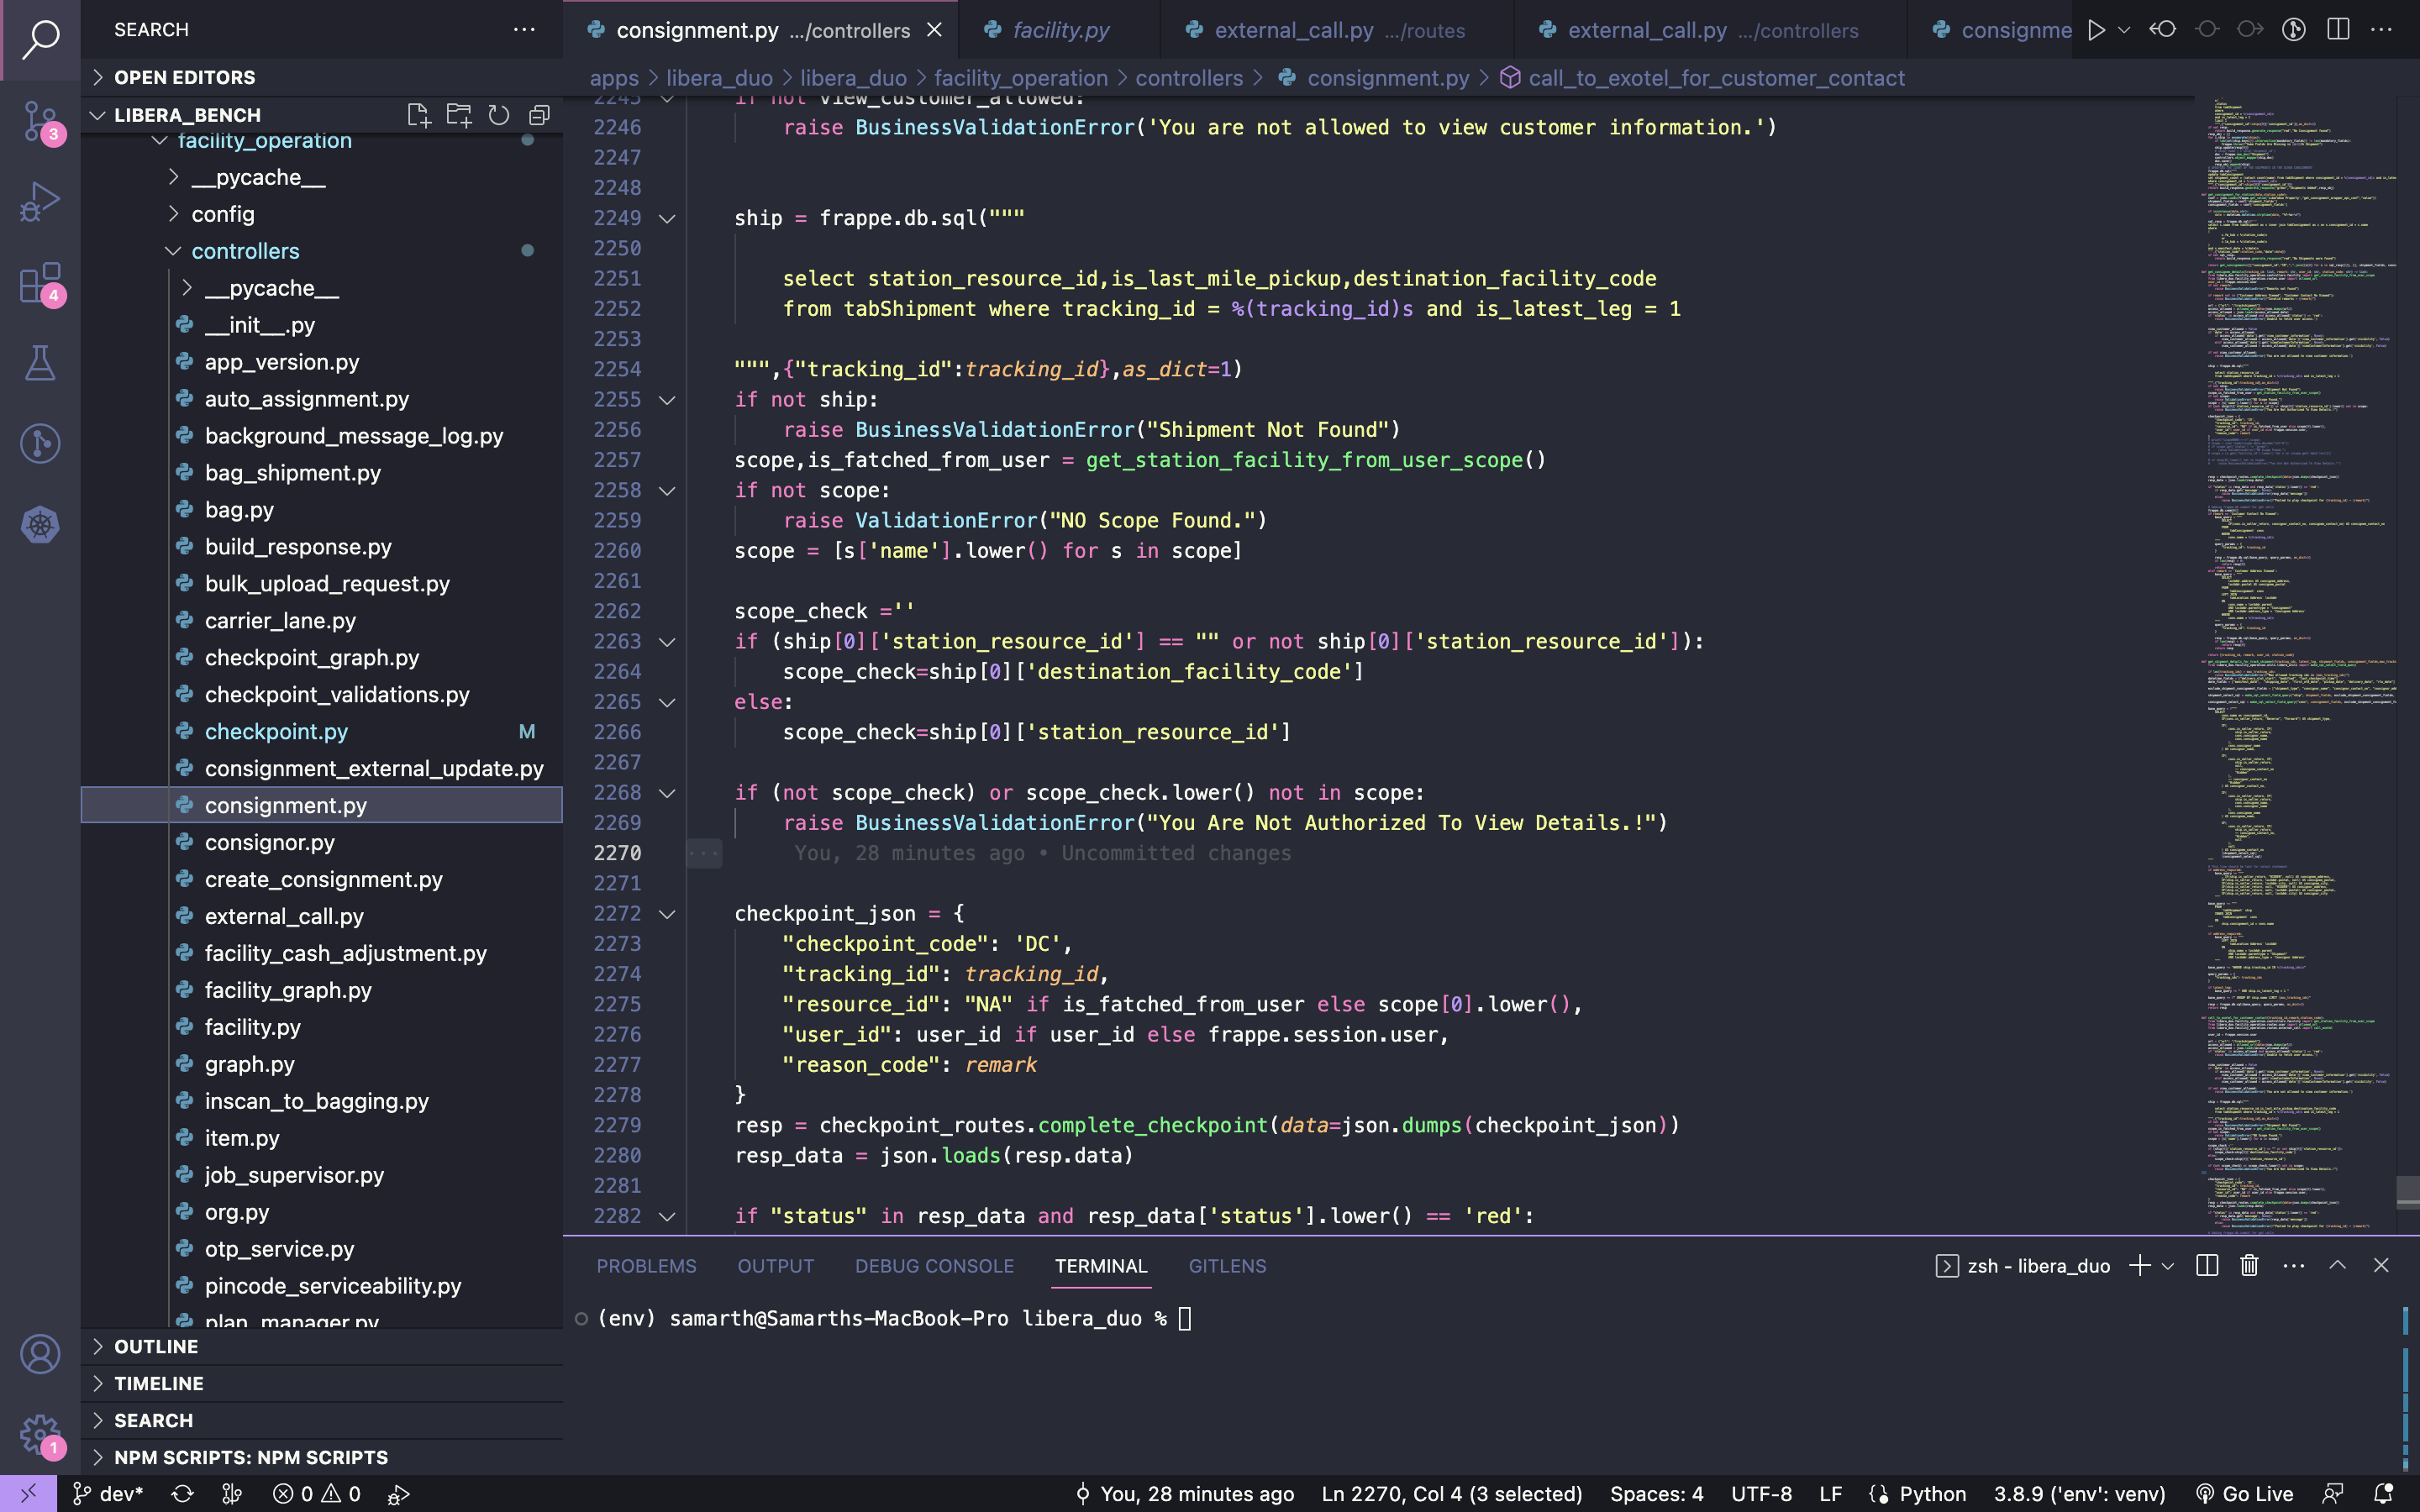 SEARCH
OPEN EDITORS
LIBERA_BENCH
facility_operation
__pycache__
config
controllers
__pycache__
__init__.py
app_version.py
auto_assignment.py
background_message_log.py
bag_shipment.py
bag.py
build_response.py
bulk_upload_request.py
carrier_lane.py
checkpoint_graph.py
checkpoint_validations.py
checkpoint.py M
consignment_external_update.py
consignment.py
consignor.py
create_consignment.py
external_call.py
facility_cash_adjustment.py
facility_graph.py
facility.py
graph.py
inscan_to_bagging.py
item.py
job_supervisor.py
org.py
otp_service.py
pincode_serviceability.py
plan_manager.py
OUTLINE
TIMELINE
SEARCH
NPM SCRIPTS: NPM SCRIPTS
3
4
1
consignment.py .../controllers
facility.py
external_call.py .../routes
external_call.py .../controllers
consignme
apps > libera_duo > libera_duo > facility_operation > controllers > consignment.py > call_to_exotel_for_customer_contact
2245 if not view_customer_allowed:
2246 raise BusinessValidationError('You are not allowed to view customer information.')
2247
2248
2249 ship = frappe.db.sql("""
2250
2251 select station_resource_id,is_last_mile_pickup,destination_facility_code
2252 from tabShipment where tracking_id = %(tracking_id)s and is_latest_leg = 1
2253
2254 """,{"tracking_id":tracking_id},as_dict=1)
2255 if not ship:
2256 raise BusinessValidationError("Shipment Not Found")
2257 scope,is_fatched_from_user = get_station_facility_from_user_scope()
2258 if not scope:
2259 raise ValidationError("NO Scope Found.")
2260 scope = [s['name'].lower() for s in scope]
2261
2262 scope_check =''
2263 if (ship[0]['station_resource_id'] == "" or not ship[0]['station_resource_id']):
2264 scope_check=ship[0]['destination_facility_code']
2265 else:
2266 scope_check=ship[0]['station_resource_id']
2267
2268 if (not scope_check) or scope_check.lower() not in scope:
2269 raise BusinessValidationError("You Are Not Authorized To View Details.!")
2270 You, 28 minutes ago • Uncommitted changes
2271
2272 checkpoint_json = {
2273 "checkpoint_code": 'DC',
2274 "tracking_id": tracking_id,
2275 "resource_id": "NA" if is_fatched_from_user else scope[0].lower(),
2276 "user_id": user_id if user_id else frappe.session.user,
2277 "reason_code": remark
2278 }
2279 resp = checkpoint_routes.complete_checkpoint(data=json.dumps(checkpoint_json))
2280 resp_data = json.loads(resp.data)
2281
2282 if "status" in resp_data and resp_data['status'].lower() == 'red':
PROBLEMS OUTPUT DEBUG CONSOLE TERMINAL GITLENS
zsh - libera_duo
(env) samarth@Samarths-MacBook-Pro libera_duo %
dev* 0 0 You, 28 minutes ago Ln 2270, Col 4 (3 selected) Spaces: 4 UTF-8 LF Python 3.8.9 ('env': venv) Go Live